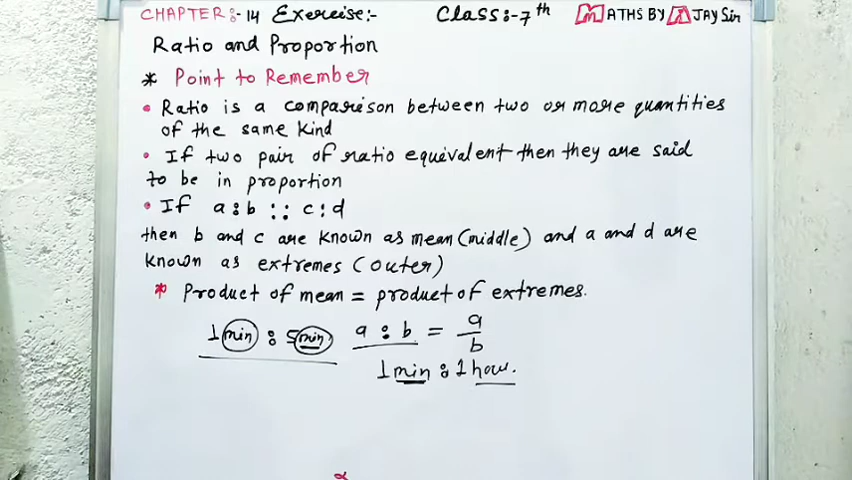 CHAPTER:-14 Exercise:- Class:-7th MATHS BY AJAY Sir
Ratio and Proportion
* Point to Remember
• Ratio is a comparison between two or more quantities
of the same kind
• If two pair of ratio equivalent then they are said
to be in proportion
• If a:b :: c:d
then b and c are known as mean (middle) and a and d are
known as extremes (outer)
* Product of mean = product of extremes.
1 min : 5 min a : b = a/b
1 min : 1 hour.